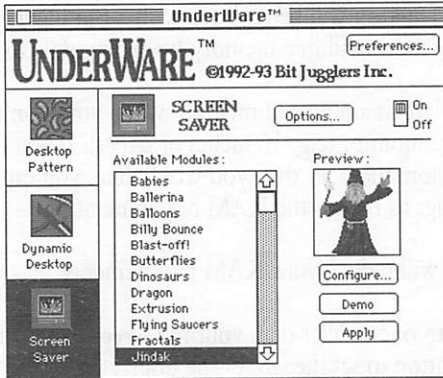 UnderWare™
UNDERWARE™
Preferences...
©1992-93 Bit Jugglers Inc.
Desktop
Pattern
Dynamic
Desktop
Screen
Saver
SCREEN
SAVER
Options...
On
Off
Available Modules:
Babies
Ballerina
Balloons
Billy Bounce
Blast-off!
Butterflies
Dinosaurs
Dragon
Extrusion
Flying Saucers
Fractals
Jindak
Preview:
Configure...
Demo
Apply